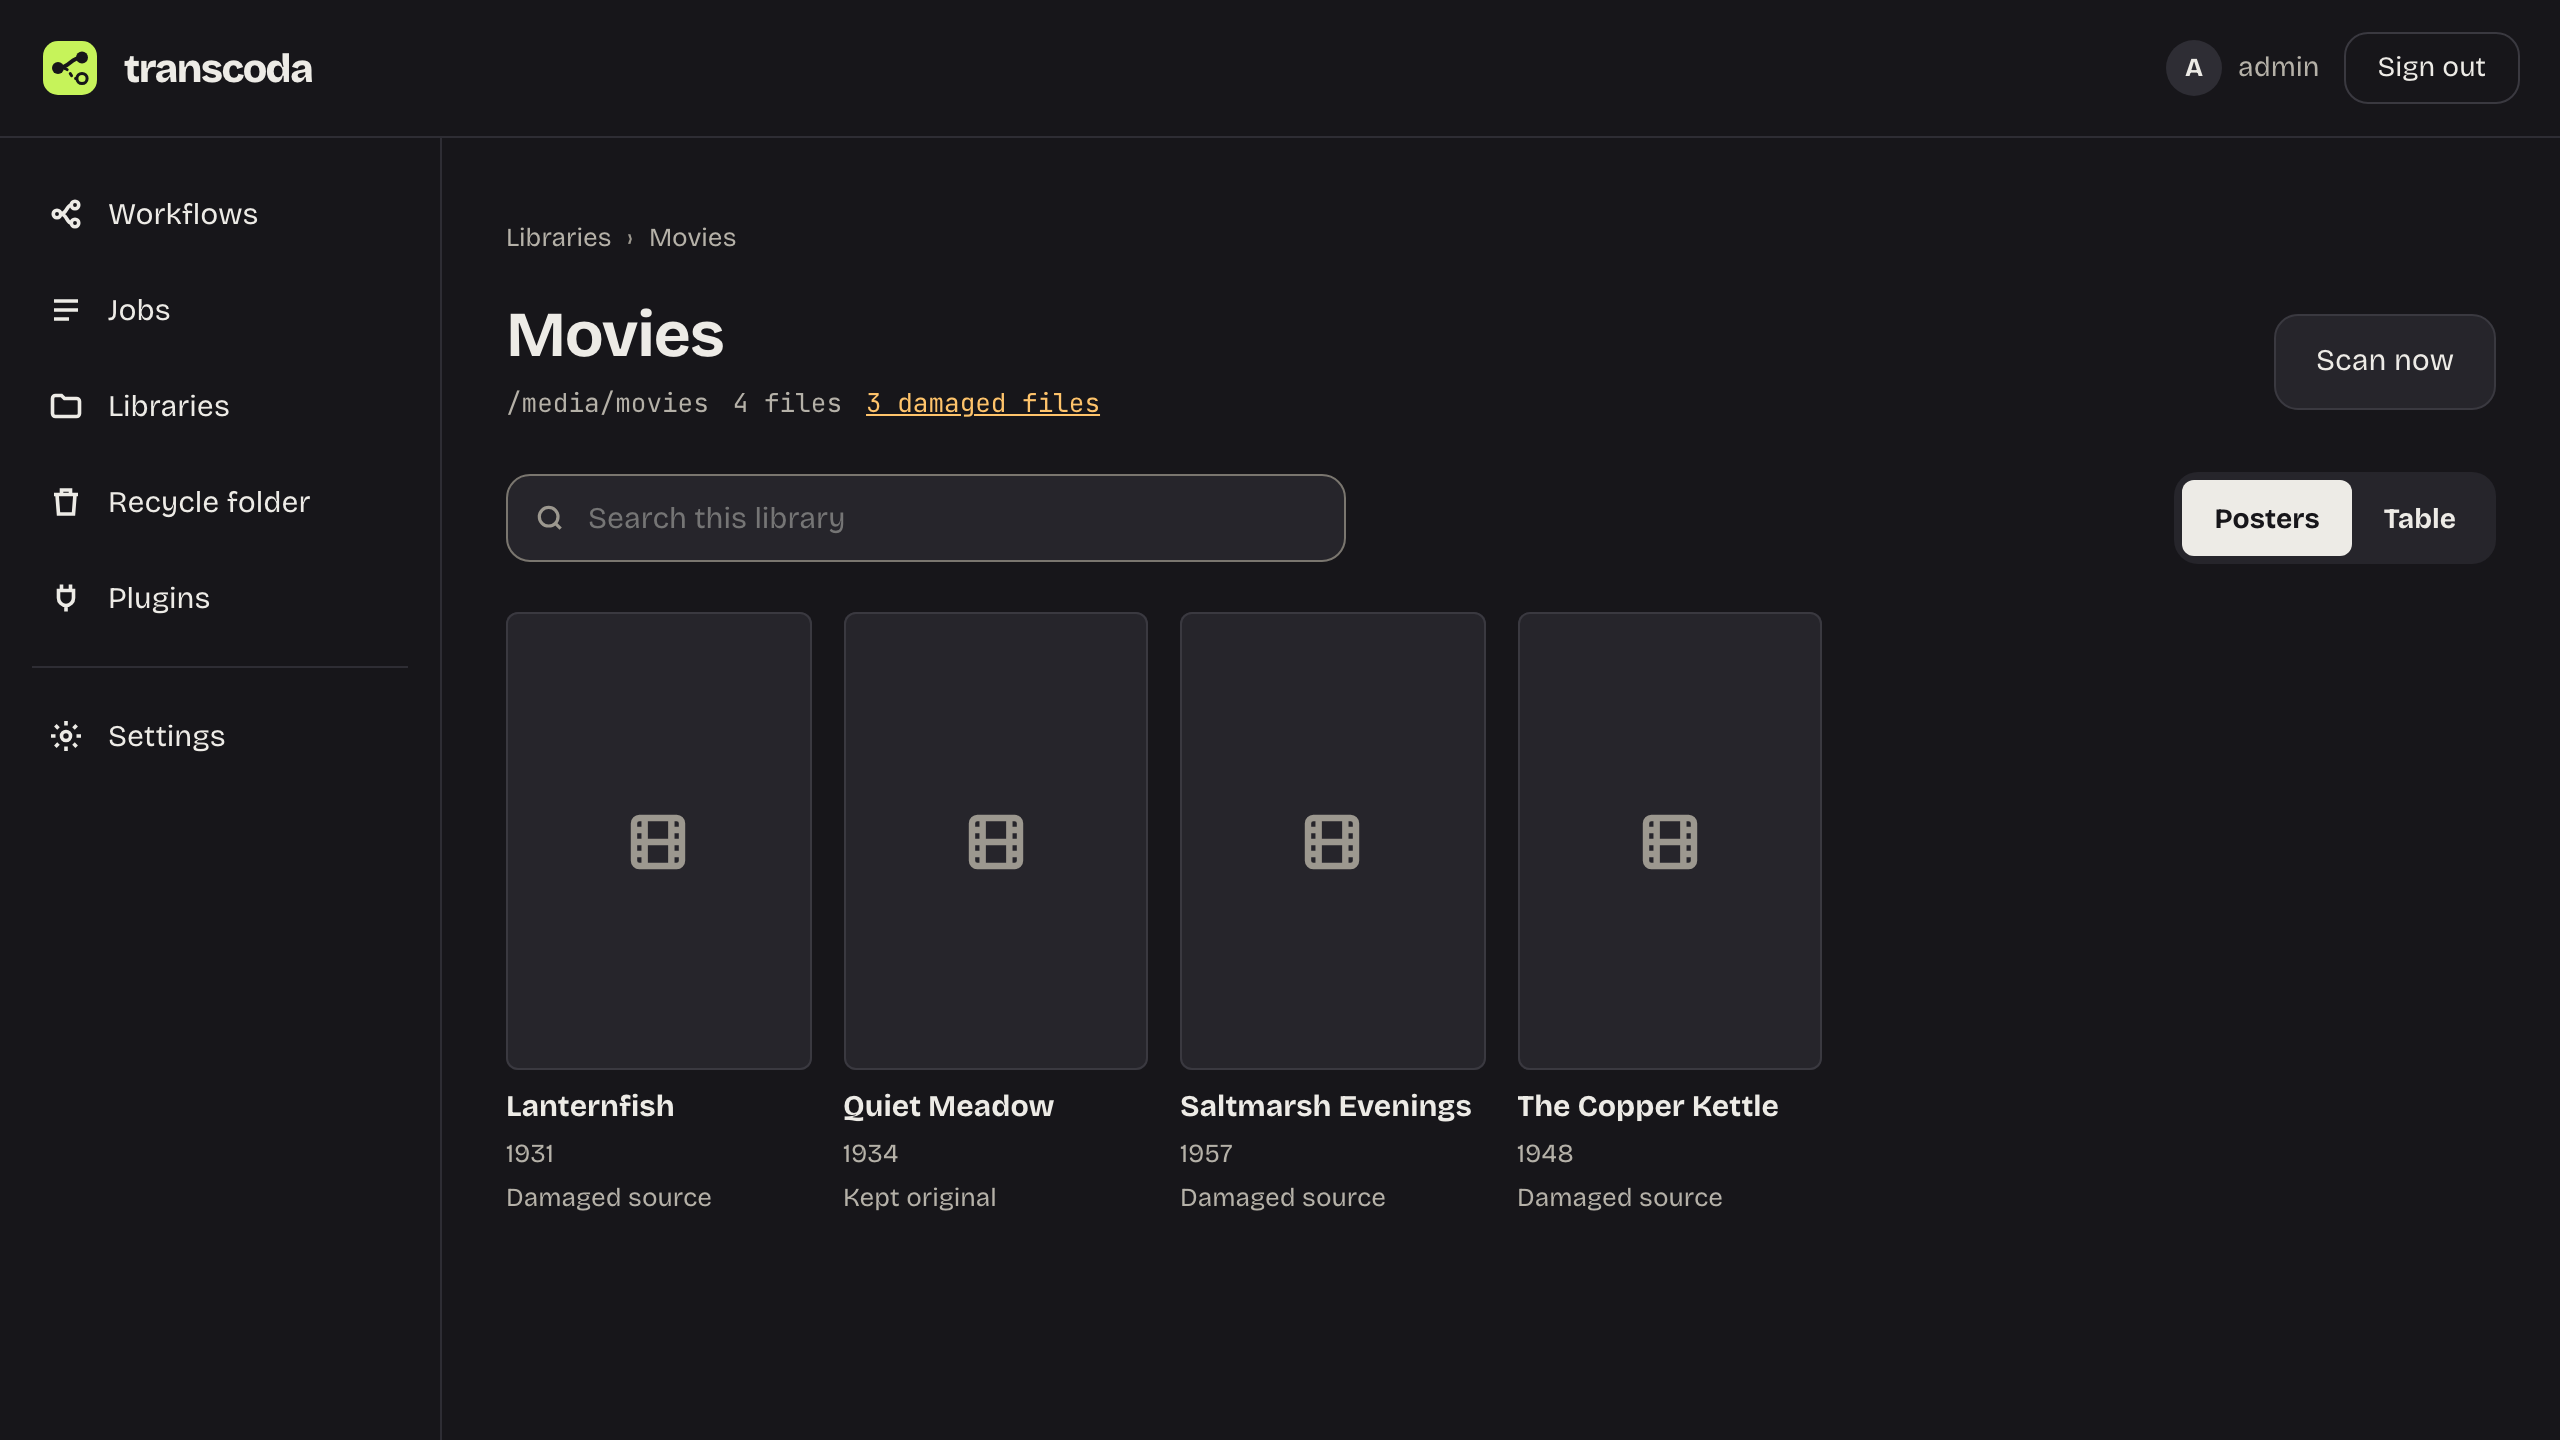 transcoda
A admin Sign out
Workflows
Jobs
Libraries
Recycle folder
Plugins
Settings
Libraries › Movies
Movies
/media/movies 4 files 3 damaged files
Scan now
Search this library
Posters Table
Lanternfish
1931
Damaged source
Quiet Meadow
1934
Kept original
Saltmarsh Evenings
1957
Damaged source
The Copper Kettle
1948
Damaged source